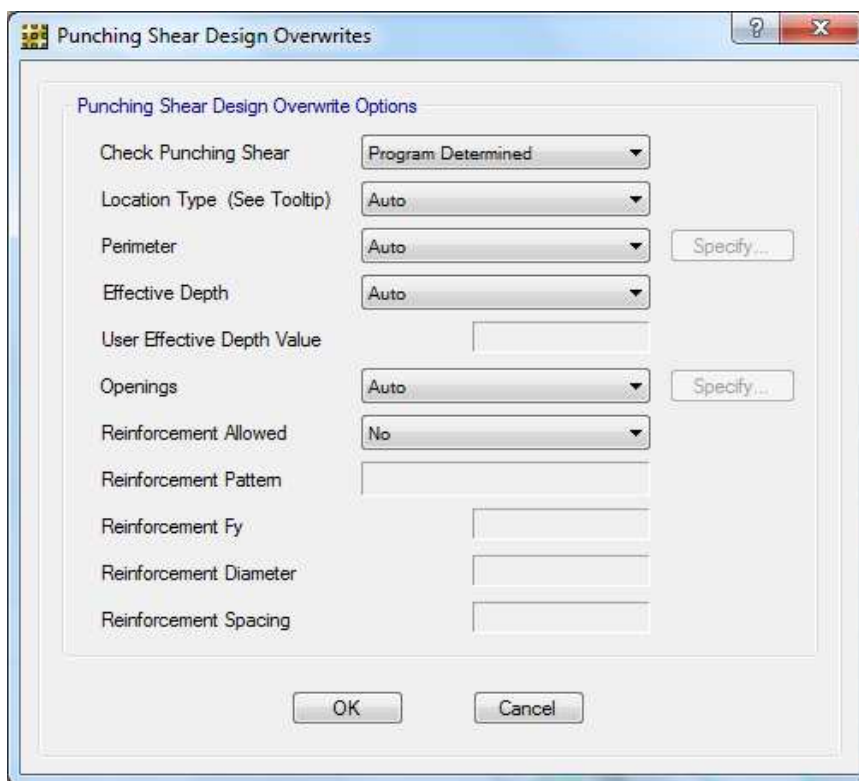 Punching Shear Design Overwrites
Punching Shear Design Overwrite Options
Check Punching Shear Program Determined
Location Type (See Tooltip) Auto
Perimeter Auto Specify...
Effective Depth Auto
User Effective Depth Value
Openings Auto Specify...
Reinforcement Allowed No
Reinforcement Pattern
Reinforcement Fy
Reinforcement Diameter
Reinforcement Spacing
OK Cancel